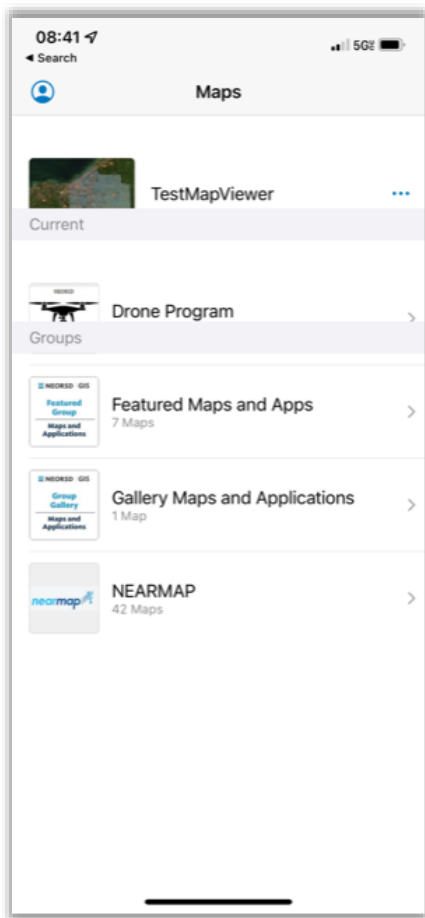 08:41
◀ Search
5G
Maps
TestMapViewer
Current
NEORSD
Drone Program
Groups
NEORSD GIS
Featured
Group
Maps and
Applications
Featured Maps and Apps
7 Maps
NEORSD GIS
Group
Gallery
Maps and
Applications
Gallery Maps and Applications
1 Map
nearmap
NEARMAP
42 Maps